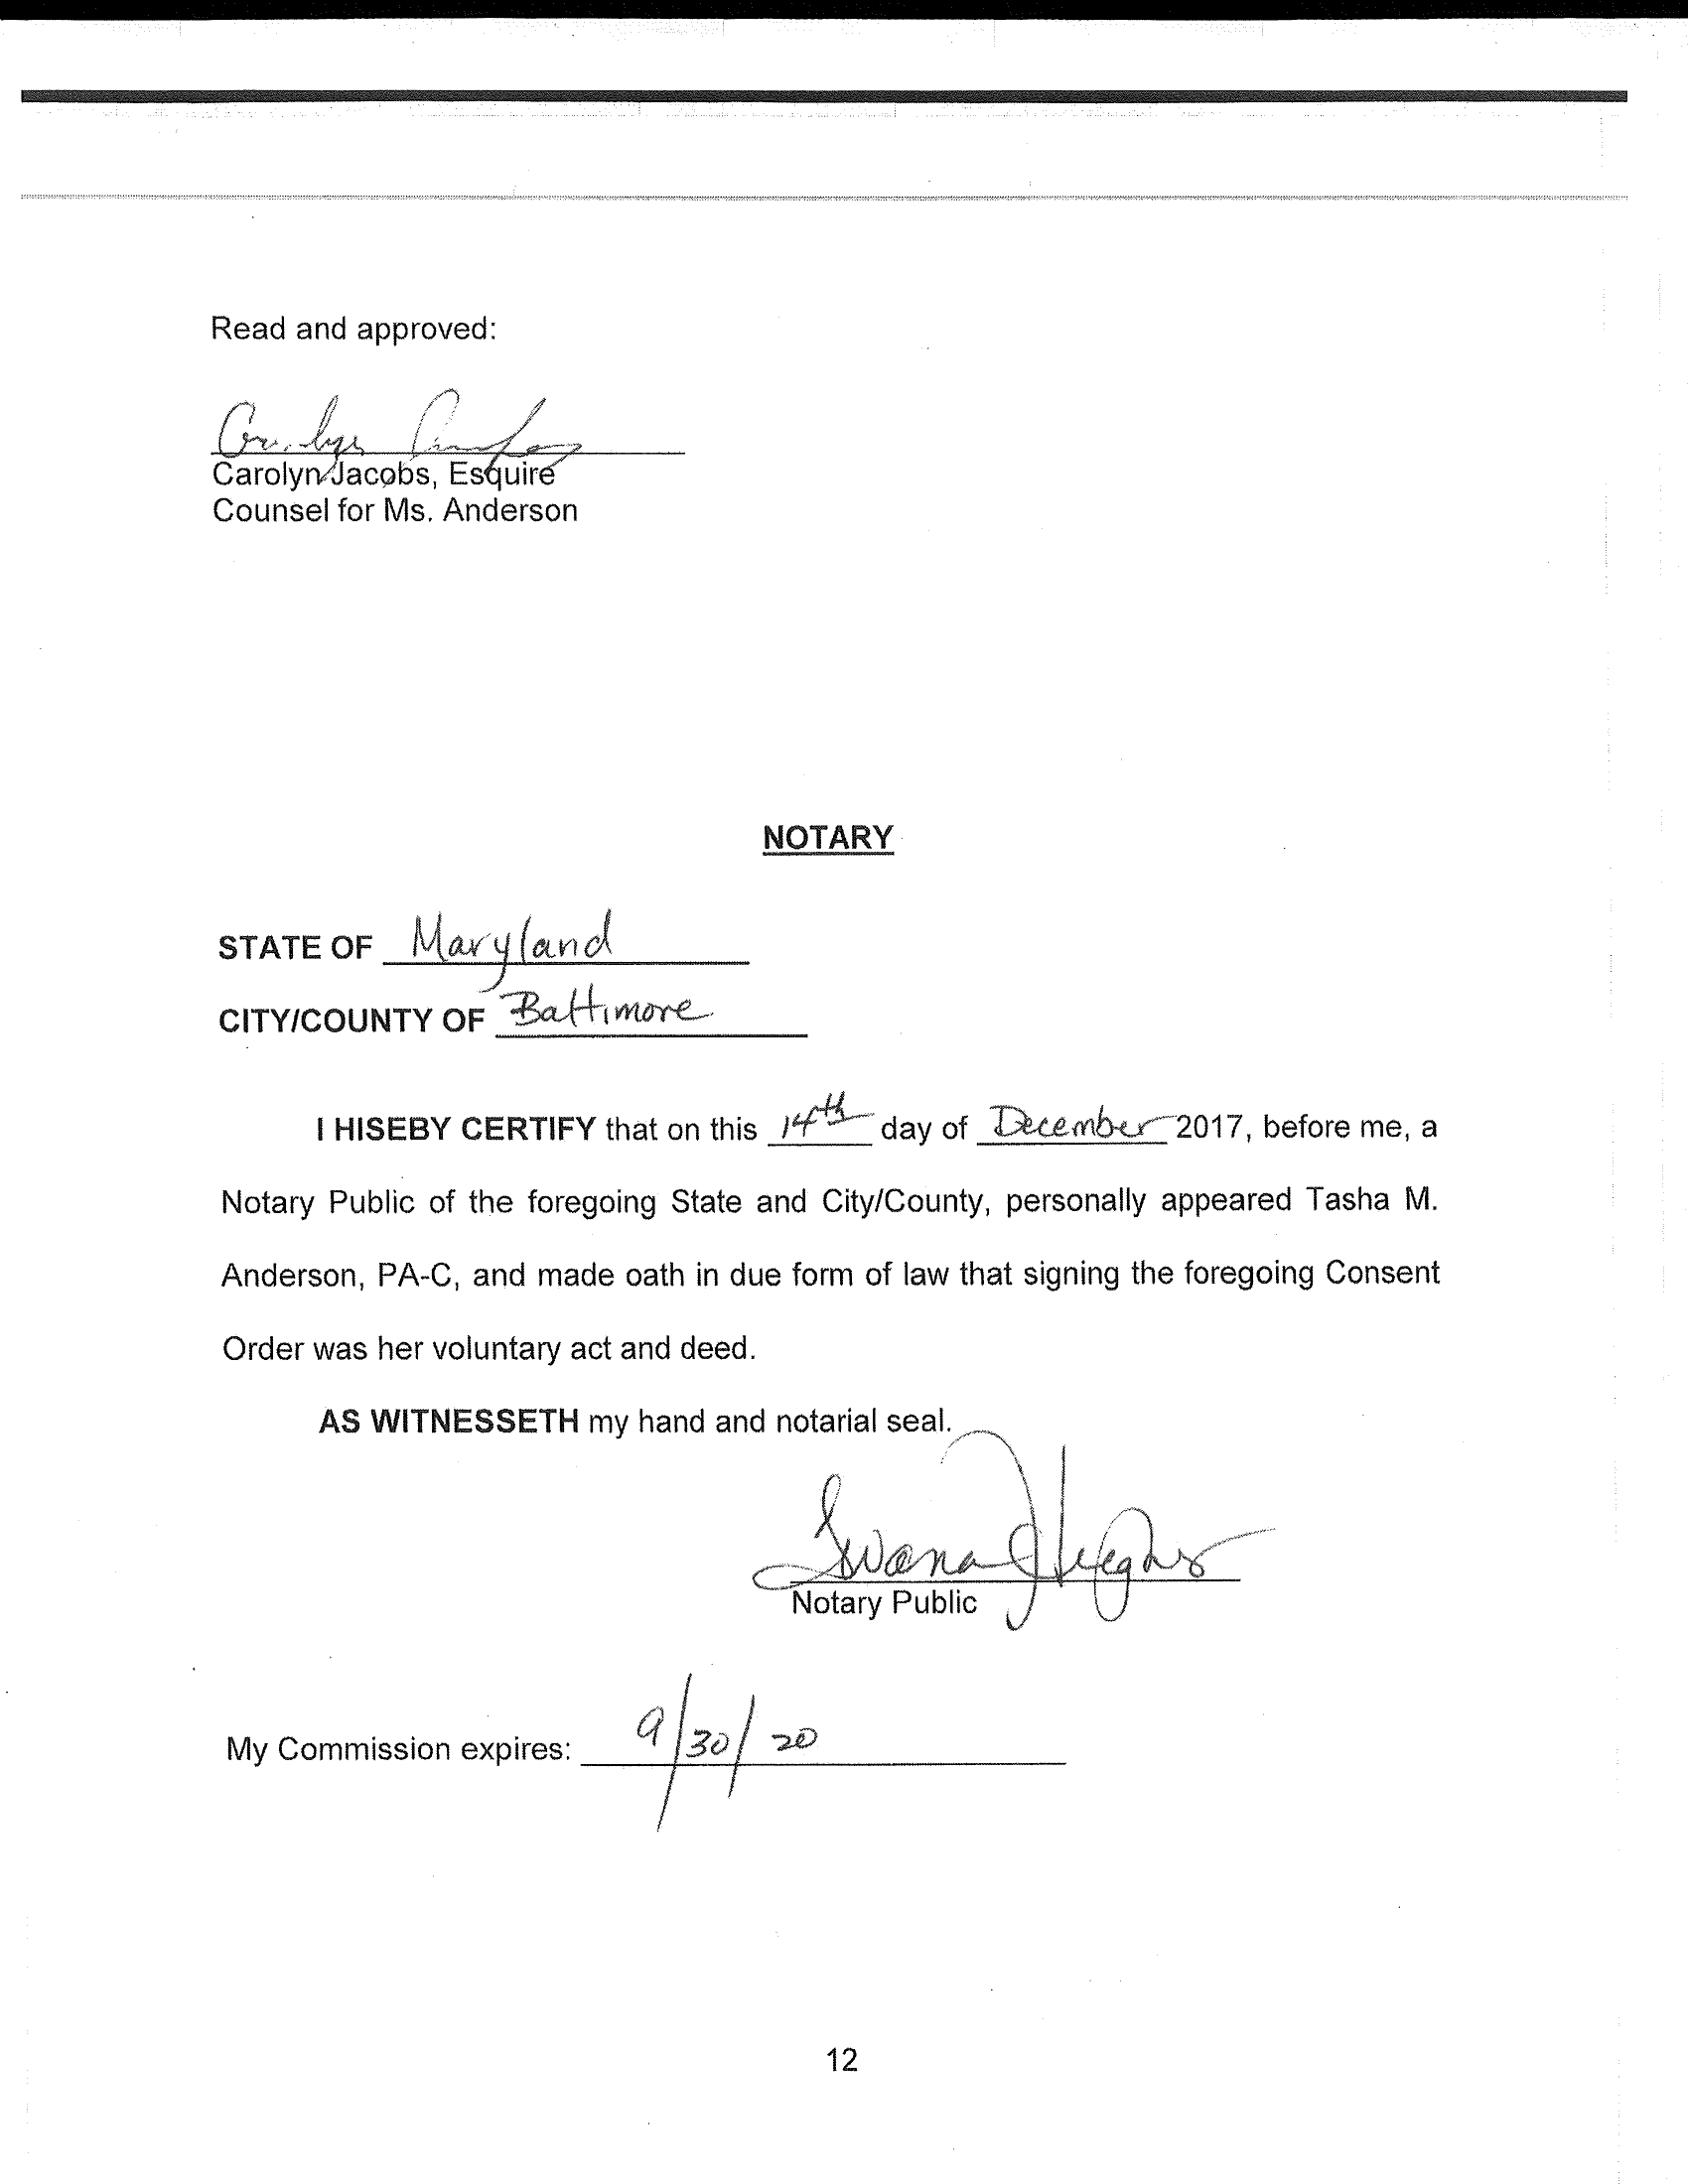 Read and approved:
Carolyn Jacobs, Esquire
Counsel for Ms. Anderson
NOTARY
STATE OF Maryland
CITY/COUNTY OF Baltimore
I HISEBY CERTIFY that on this 14th day of December 2017, before me, a
Notary Public of the foregoing State and City/County, personally appeared Tasha M.
Anderson, PA-C, and made oath in due form of law that signing the foregoing Consent
Order was her voluntary act and deed.
AS WITNESSETH my hand and notarial seal.
Notary Public
My Commission expires: 9/30/20
12